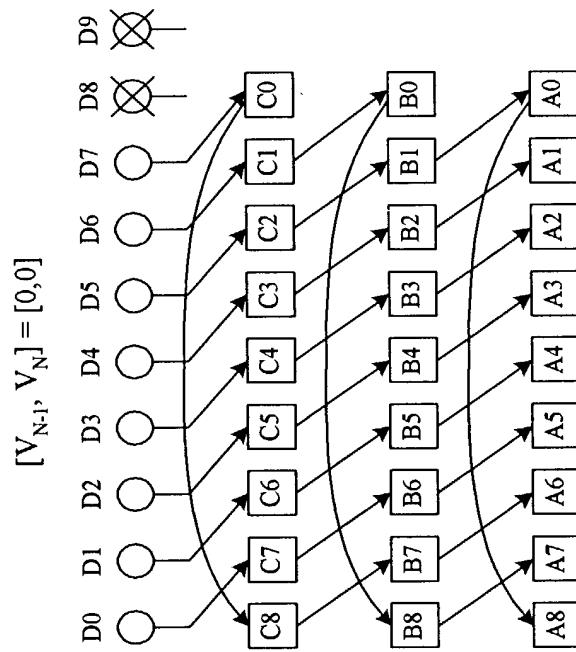 [V_{N-1}, V_N] = [0,0]
D0 D1 D2 D3 D4 D5 D6 D7 D8 D9
C8 C7 C6 C5 C4 C3 C2 C1 C0
B8 B7 B6 B5 B4 B3 B2 B1 B0
A8 A7 A6 A5 A4 A3 A2 A1 A0